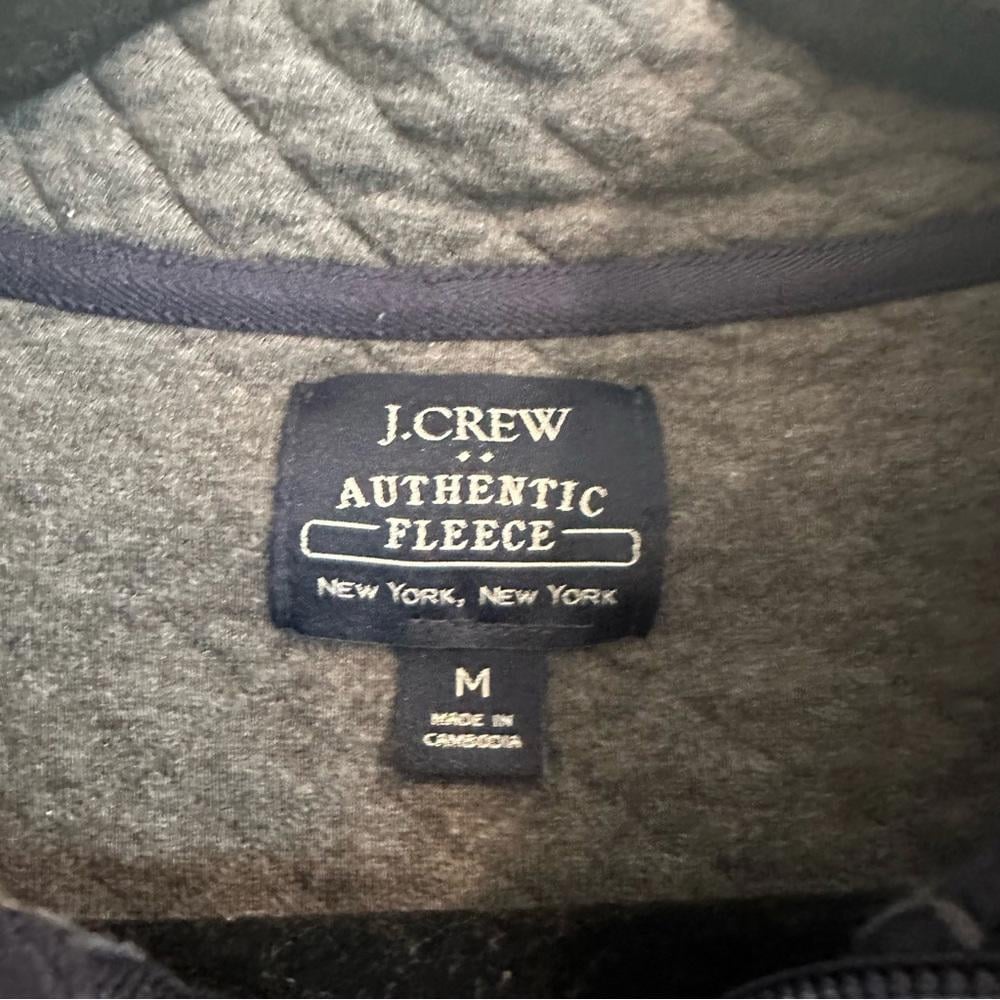 J.CREW
AUTHENTIC
FLEECE
NEW YORK, NEW YORK
M
MADE IN
CAMBODIA